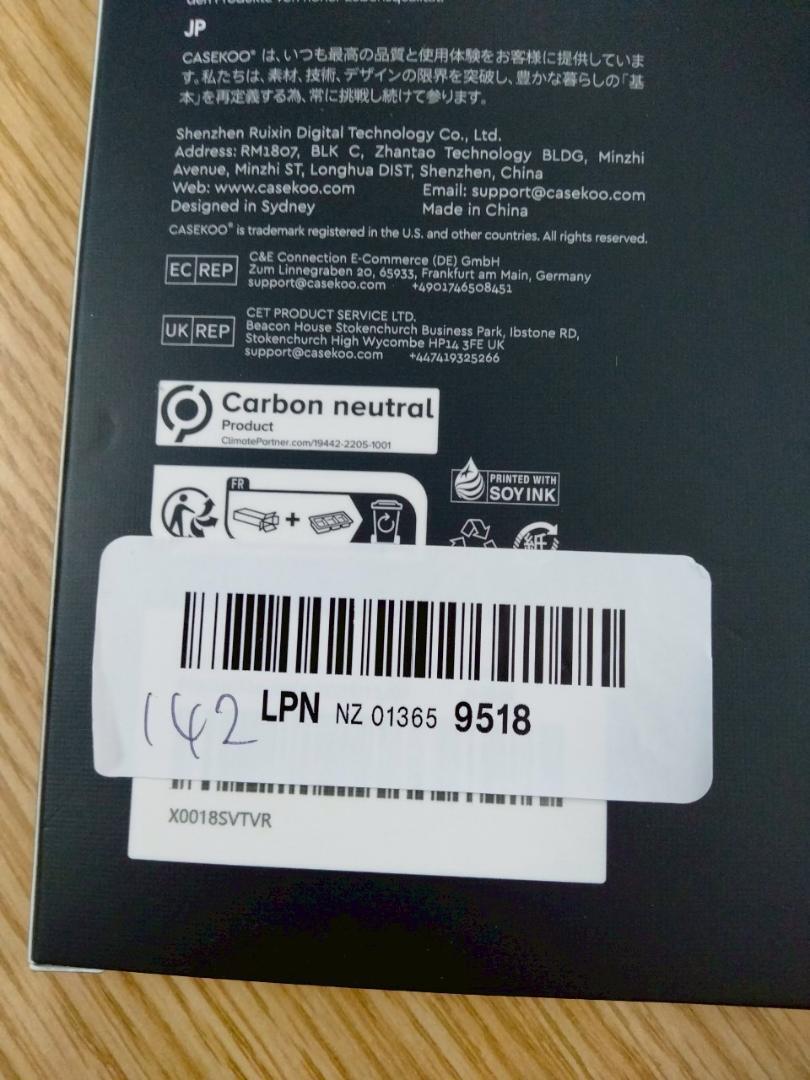 den Produkte von hoher Lebensqualität.
JP
CASEKOO® は、いつも最高の品質と使用体験をお客様に提供していま
す。私たちは、素材、技術、デザインの限界を突破し、豊かな暮らしの「基
本」を再定義する為、常に挑戦し続けて参ります。
Shenzhen Ruixin Digital Technology Co., Ltd.
Address: RM1807, BLK C, Zhantao Technology BLDG, Minzhi
Avenue, Minzhi ST, Longhua DIST, Shenzhen, China
Web: www.casekoo.com Email: support@casekoo.com
Designed in Sydney Made in China
CASEKOO® is trademark registered in the U.S. and other countries. All rights reserved.
EC REP
C&E Connection E-Commerce (DE) GmbH
Zum Linnegraben 20, 65933, Frankfurt am Main, Germany
support@casekoo.com +4901746508451
UK REP
CET PRODUCT SERVICE LTD.
Beacon House Stokenchurch Business Park, Ibstone RD,
Stokenchurch High Wycombe HP14 3FE UK
support@casekoo.com +447419325266
Carbon neutral
Product
ClimatePartner.com/19442-2205-1001
FR
PRINTED WITH
SOY INK
紙
142 LPN NZ 01365 9518
X0018SVTVR